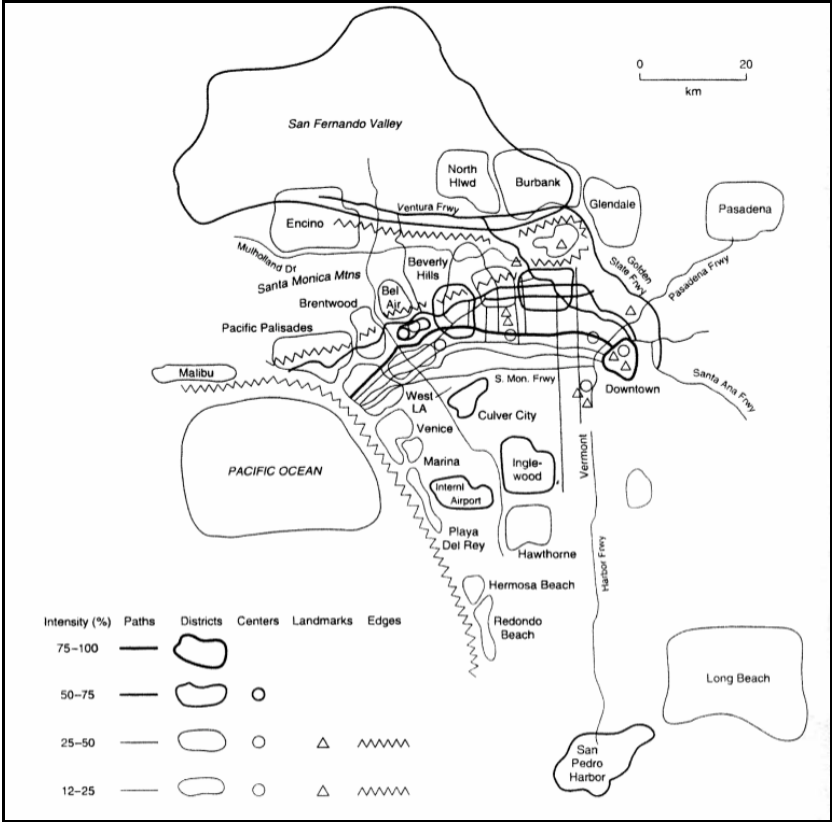 0 20
km
San Fernando Valley
North
Hlwd
Burbank
Glendale
Pasadena
Encino
Ventura Frwy
Mulholland Dr
Santa Monica Mtns
Beverly
Hills
Golden
State Frwy
Pasadena Frwy
Bel
Air
Brentwood
Pacific Palisades
Malibu
S. Mon. Frwy
Downtown
Santa Ana Frwy
West
LA
Culver City
Venice
Vermont
PACIFIC OCEAN
Marina
Ingle-
wood
Internl
Airport
Playa
Del Rey
Hawthorne
Harbor Frwy
Hermosa Beach
Redondo
Beach
Long Beach
San
Pedro
Harbor
Intensity (%) Paths Districts Centers Landmarks Edges
75–100
50–75
25–50
12–25